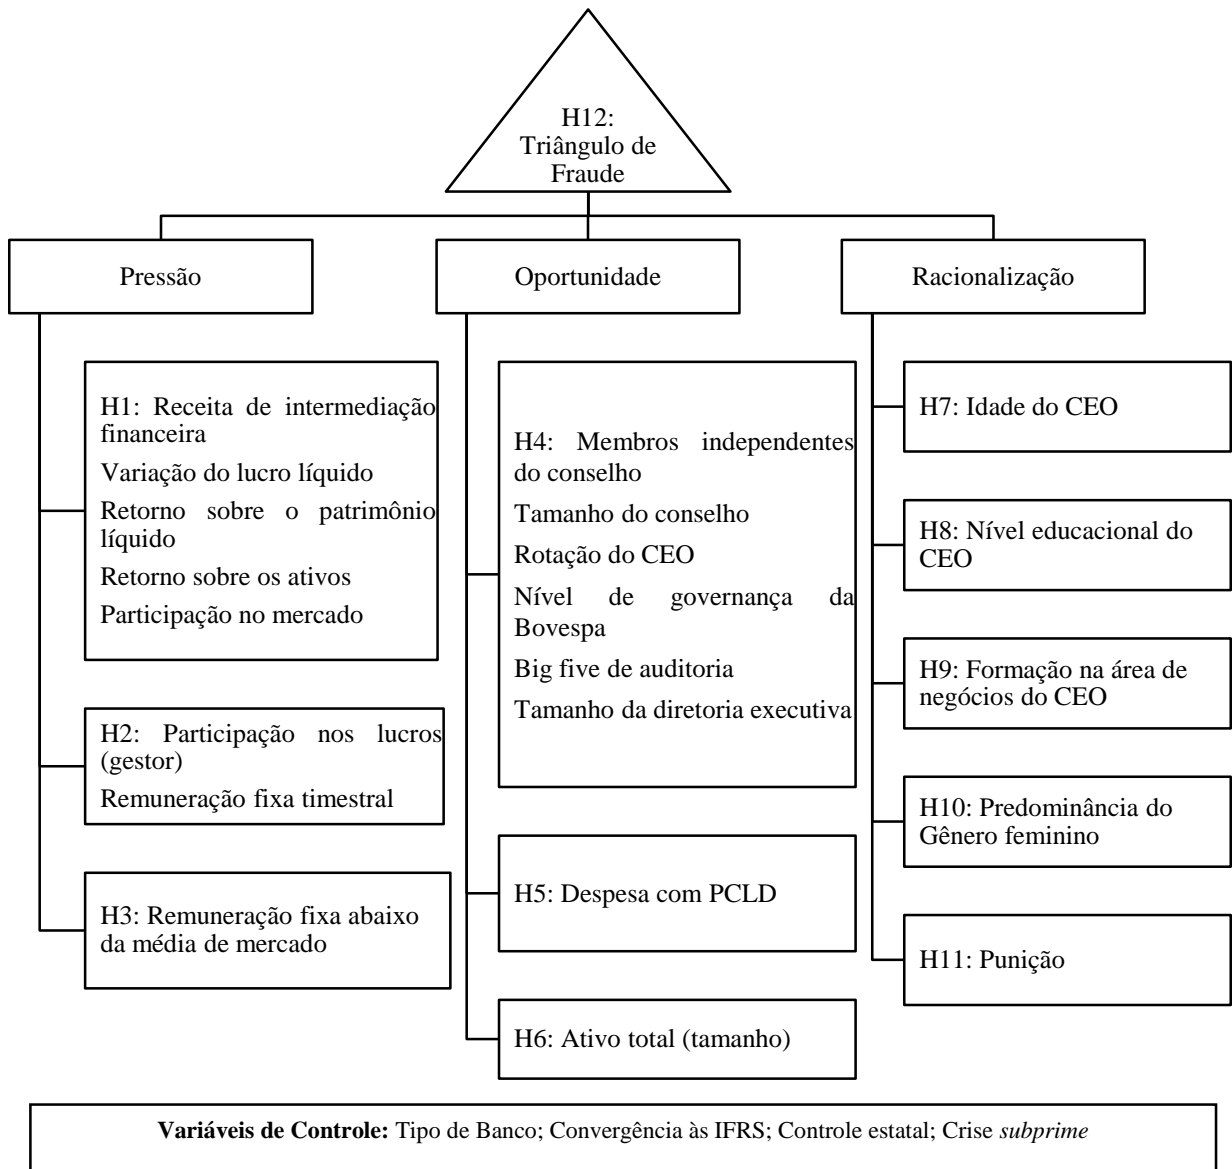 H12:
Triângulo de
Fraude
Pressão
Oportunidade
Racionalização
H1: Receita de intermediação
financeira
Variação do lucro líquido
Retorno sobre o patrimônio
líquido
Retorno sobre os ativos
Participação no mercado
H2: Participação nos lucros
(gestor)
Remuneração fixa timestral
H3: Remuneração fixa abaixo
da média de mercado
H4: Membros independentes
do conselho
Tamanho do conselho
Rotação do CEO
Nível de governança da
Bovespa
Big five de auditoria
Tamanho da diretoria executiva
H5: Despesa com PCLD
H6: Ativo total (tamanho)
H7: Idade do CEO
H8: Nível educacional do
CEO
H9: Formação na área de
negócios do CEO
H10: Predominância do
Gênero feminino
H11: Punição
Variáveis de Controle: Tipo de Banco; Convergência às IFRS; Controle estatal; Crise subprime